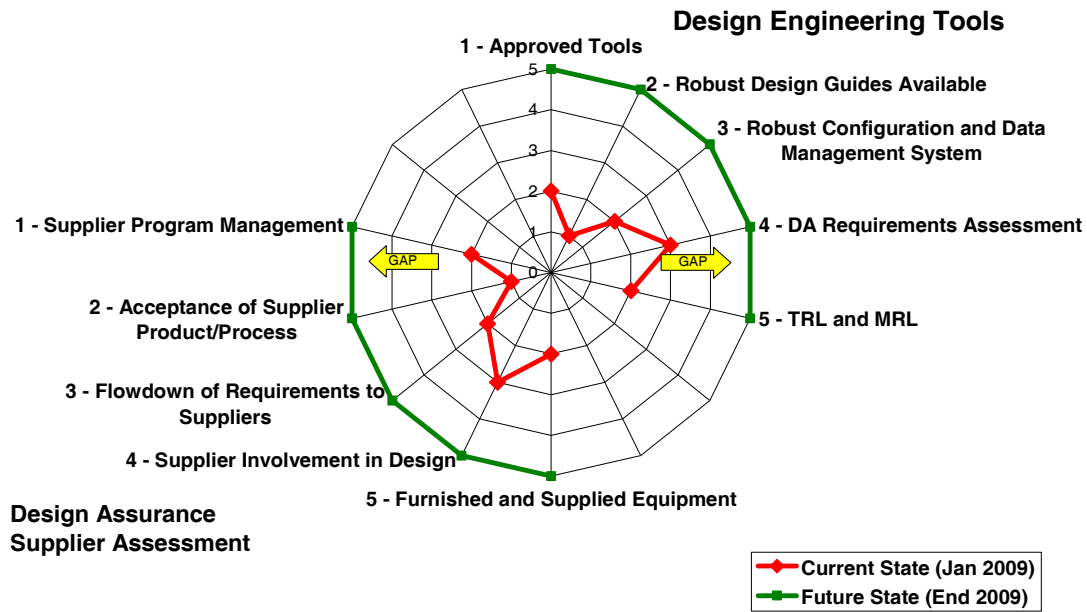 Design Engineering Tools
1 - Approved Tools
5
2 - Robust Design Guides Available
4
3 - Robust Configuration and Data
Management System
3
2
1 - Supplier Program Management
4 - DA Requirements Assessment
1
GAP
GAP
0
2 - Acceptance of Supplier
Product/Process
5 - TRL and MRL
3 - Flowdown of Requirements to
Suppliers
4 - Supplier Involvement in Design
5 - Furnished and Supplied Equipment
Design Assurance
Supplier Assessment
Current State (Jan 2009)
Future State (End 2009)